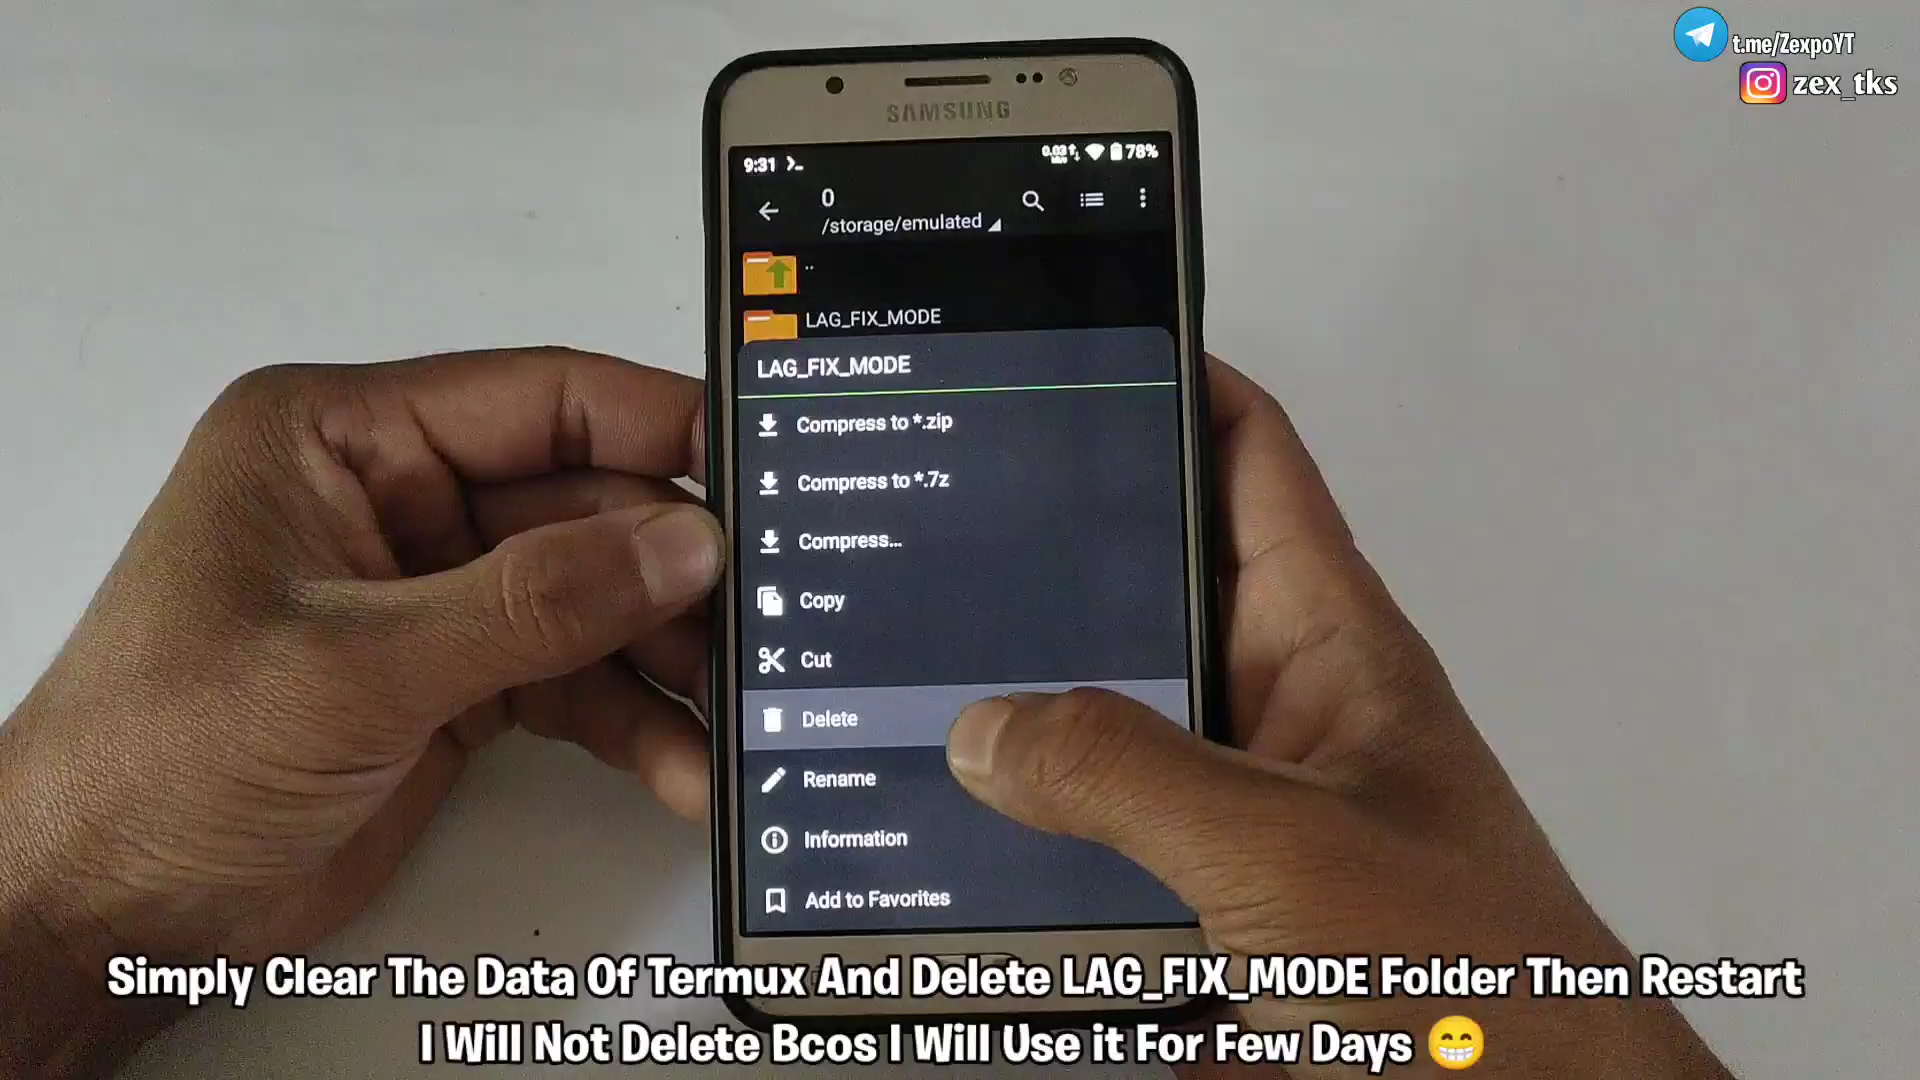 t.me/ZexpoYT
zex_tks
SAMSUNG
9:31
78%
0
/storage/emulated
..
LAG_FIX_MODE
LAG_FIX_MODE
Compress to *.zip
Compress to *.7z
Compress...
Copy
Cut
Delete
Rename
Information
Add to Favorites
Simply Clear The Data Of Termux And Delete LAG_FIX_MODE Folder Then Restart
I Will Not Delete Bcos I Will Use it For Few Days 😁